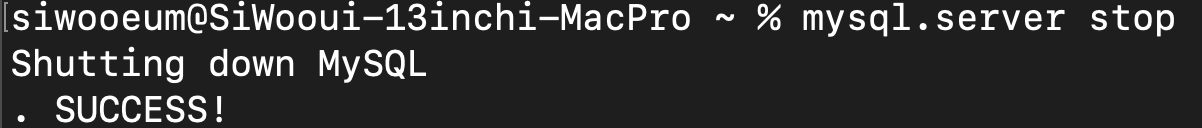 [siwooeum@SiWooui-13inchi-MacPro ~ % mysql.server stop
Shutting down MySQL
. SUCCESS!